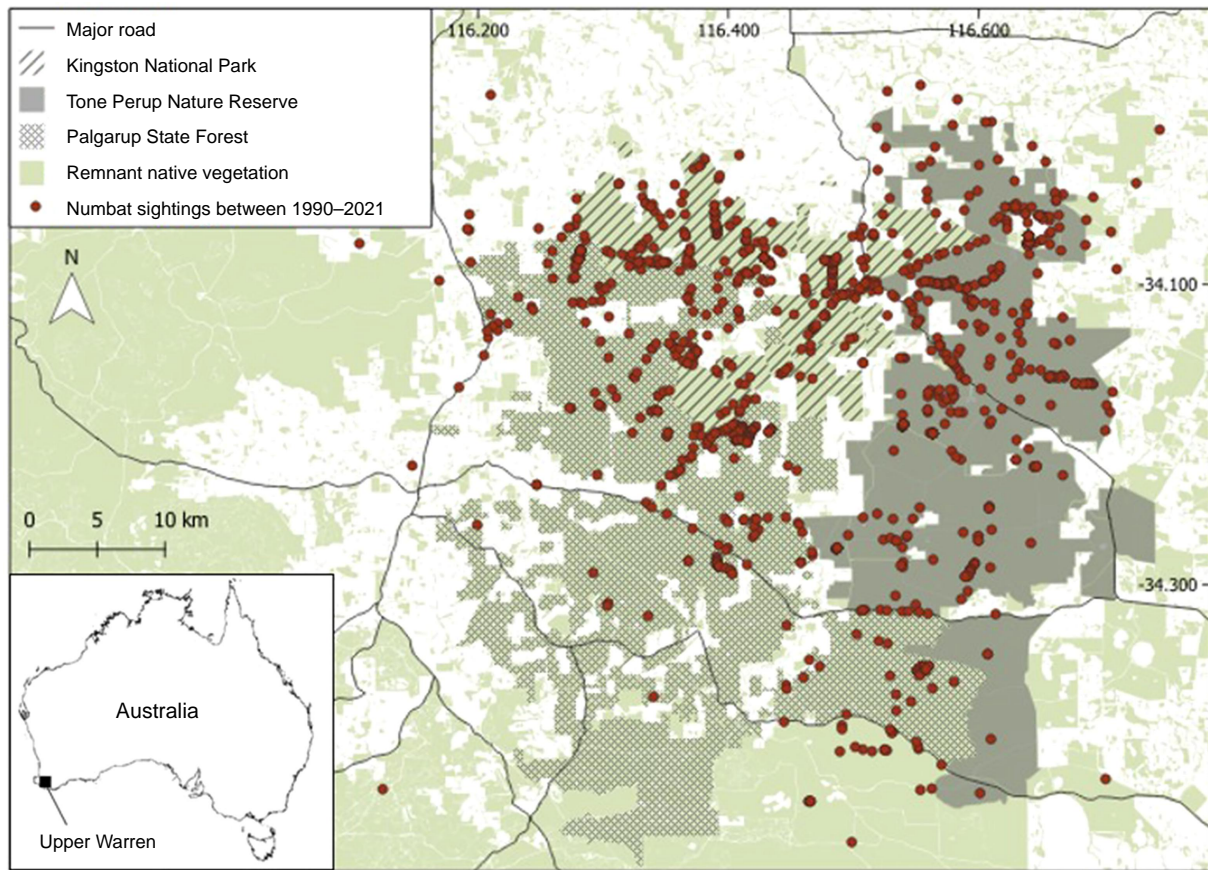 Major road
Kingston National Park
Tone Perup Nature Reserve
Palgarup State Forest
Remnant native vegetation
Numbat sightings between 1990–2021
116.200
116.400
116.600
N
-34.100
0 5 10 km
-34.300
Australia
Upper Warren